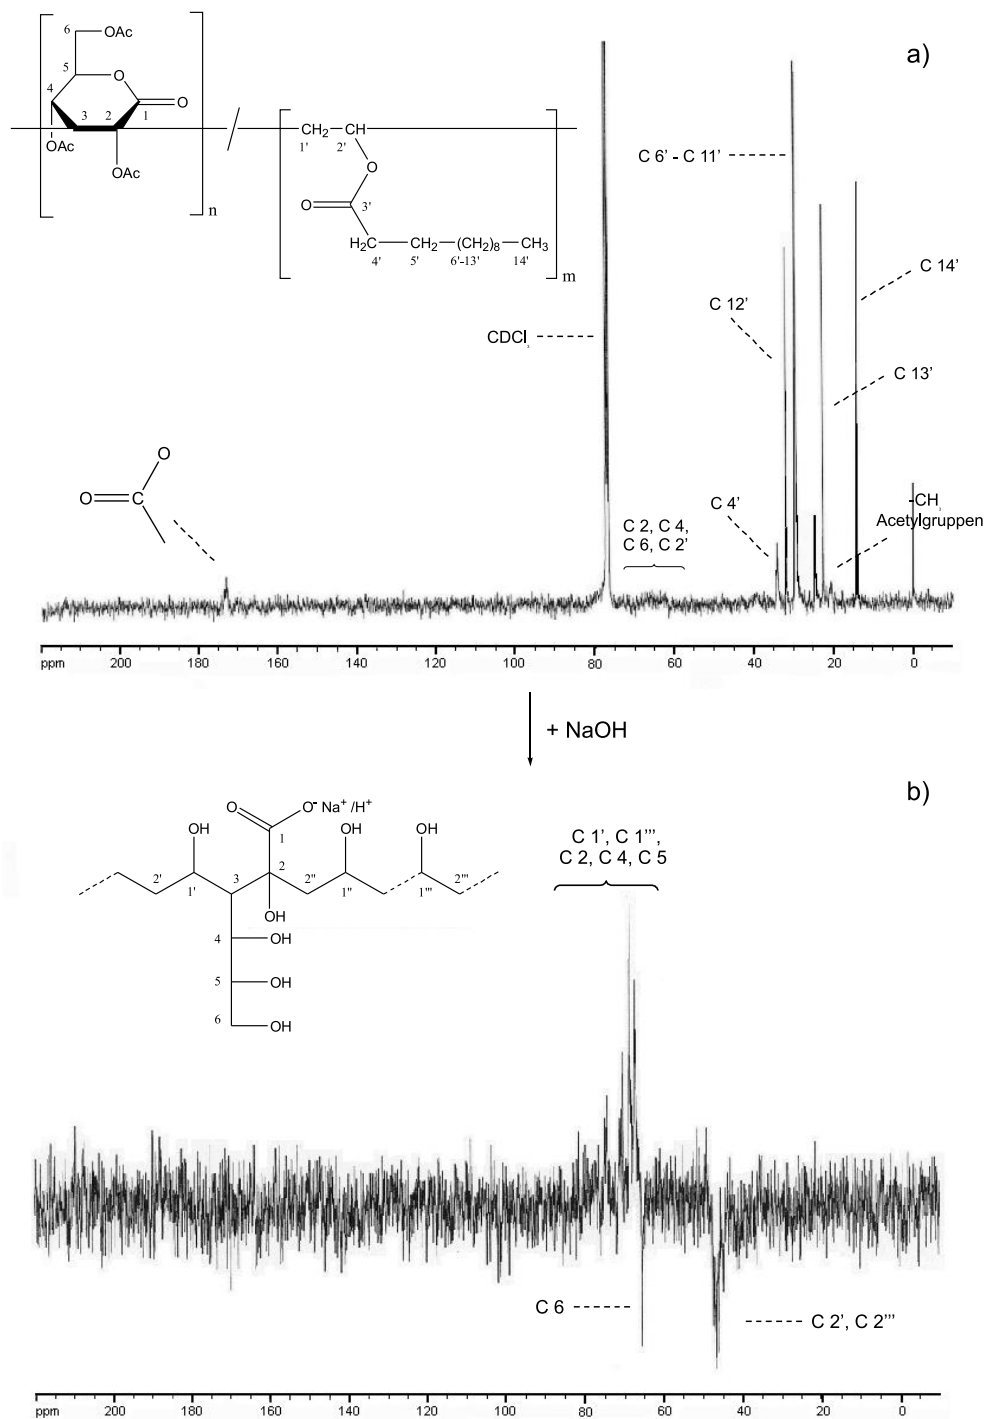 a)
6
OAc
5
O
4
O
3
2
1
OAc
OAc
n
CH₂ CH
1' 2'
O
O
3'
H₂C CH₂ (CH₂)₈ CH₃
4' 5' 6'-13' 14'
m
C 6' - C 11'
C 14'
C 12'
CDCl₃
C 13'
O
O C
C 4'
-CH₃
Acetylgruppen
C 2, C 4,
C 6, C 2'
ppm 200 180 160 140 120 100 80 60 40 20 0
+ NaOH
b)
O O⁻ Na⁺ /H⁺
1
OH OH OH
C 1', C 1''',
C 2, C 4, C 5
2' 1' 3 2 2'' 1'' 1''' 2'''
OH
4 OH
5 OH
6 OH
C 6
C 2', C 2'''
ppm 200 180 160 140 120 100 80 60 40 20 0